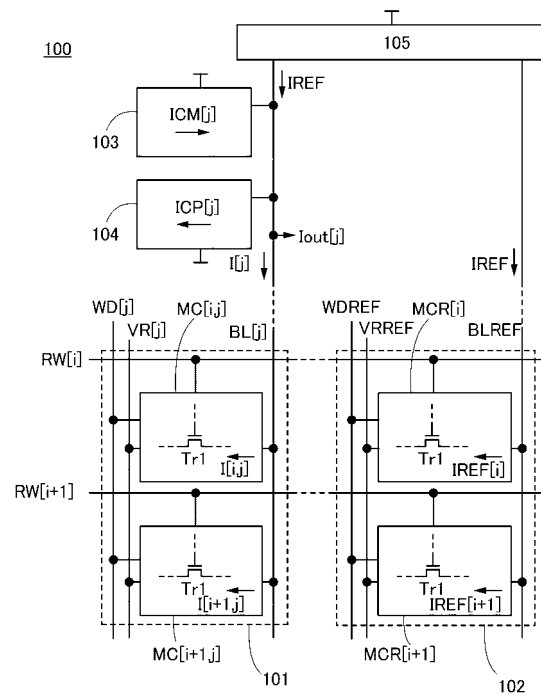 100
105
IREF
ICM[j]
103
ICP[j]
104
Iout[j]
I[j]
IREF
WD[j]
VR[j]
MC[i,j]
BL[j]
WDREF
VRREF
MCR[i]
BLREF
RW[i]
Tr1
I[i,j]
Tr1
IREF[i]
RW[i+1]
Tr1
I[i+1,j]
Tr1
IREF[i+1]
MC[i+1,j]
101
MCR[i+1]
102